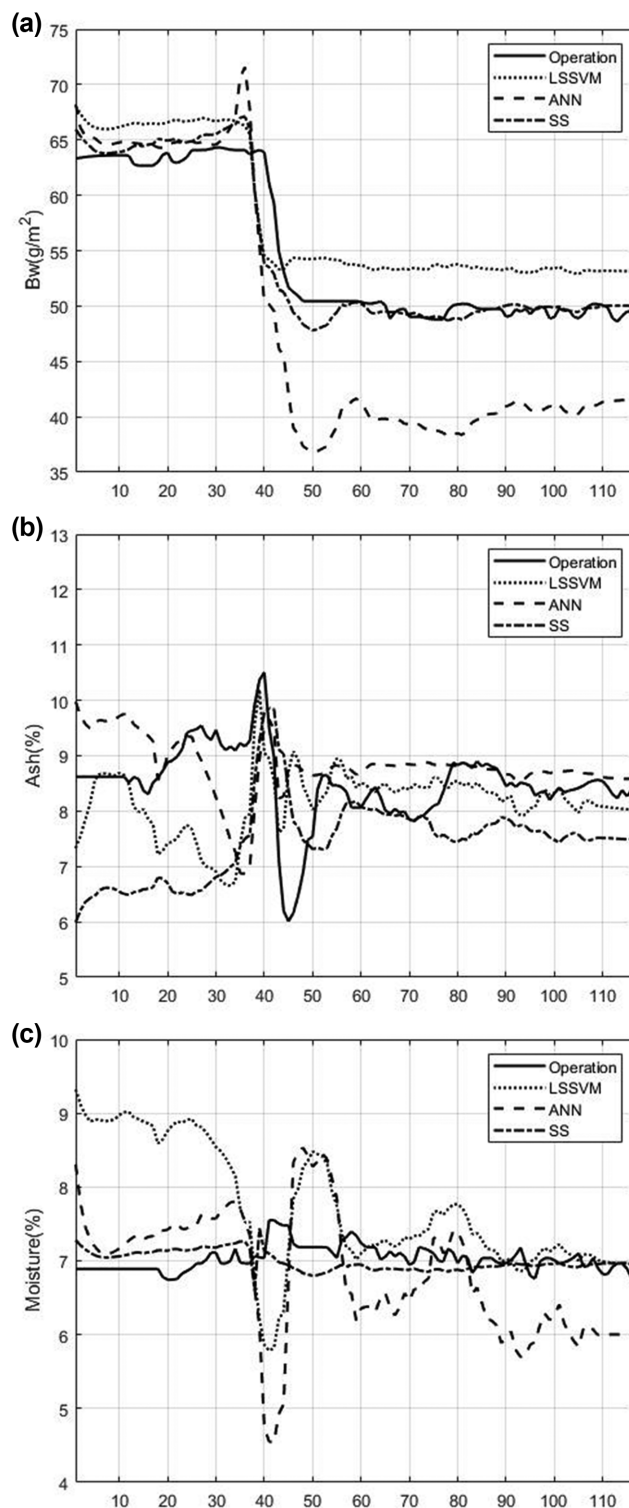 (a)
75
70
65
60
55
50
45
40
35
Bw(g/m²)
Operation
LSSVM
ANN
SS
10 20 30 40 50 60 70 80 90 100 110
(b)
13
12
11
10
9
8
7
6
5
Ash(%)
Operation
LSSVM
ANN
SS
10 20 30 40 50 60 70 80 90 100 110
(c)
10
9
8
7
6
5
4
Moisture(%)
Operation
LSSVM
ANN
SS
10 20 30 40 50 60 70 80 90 100 110